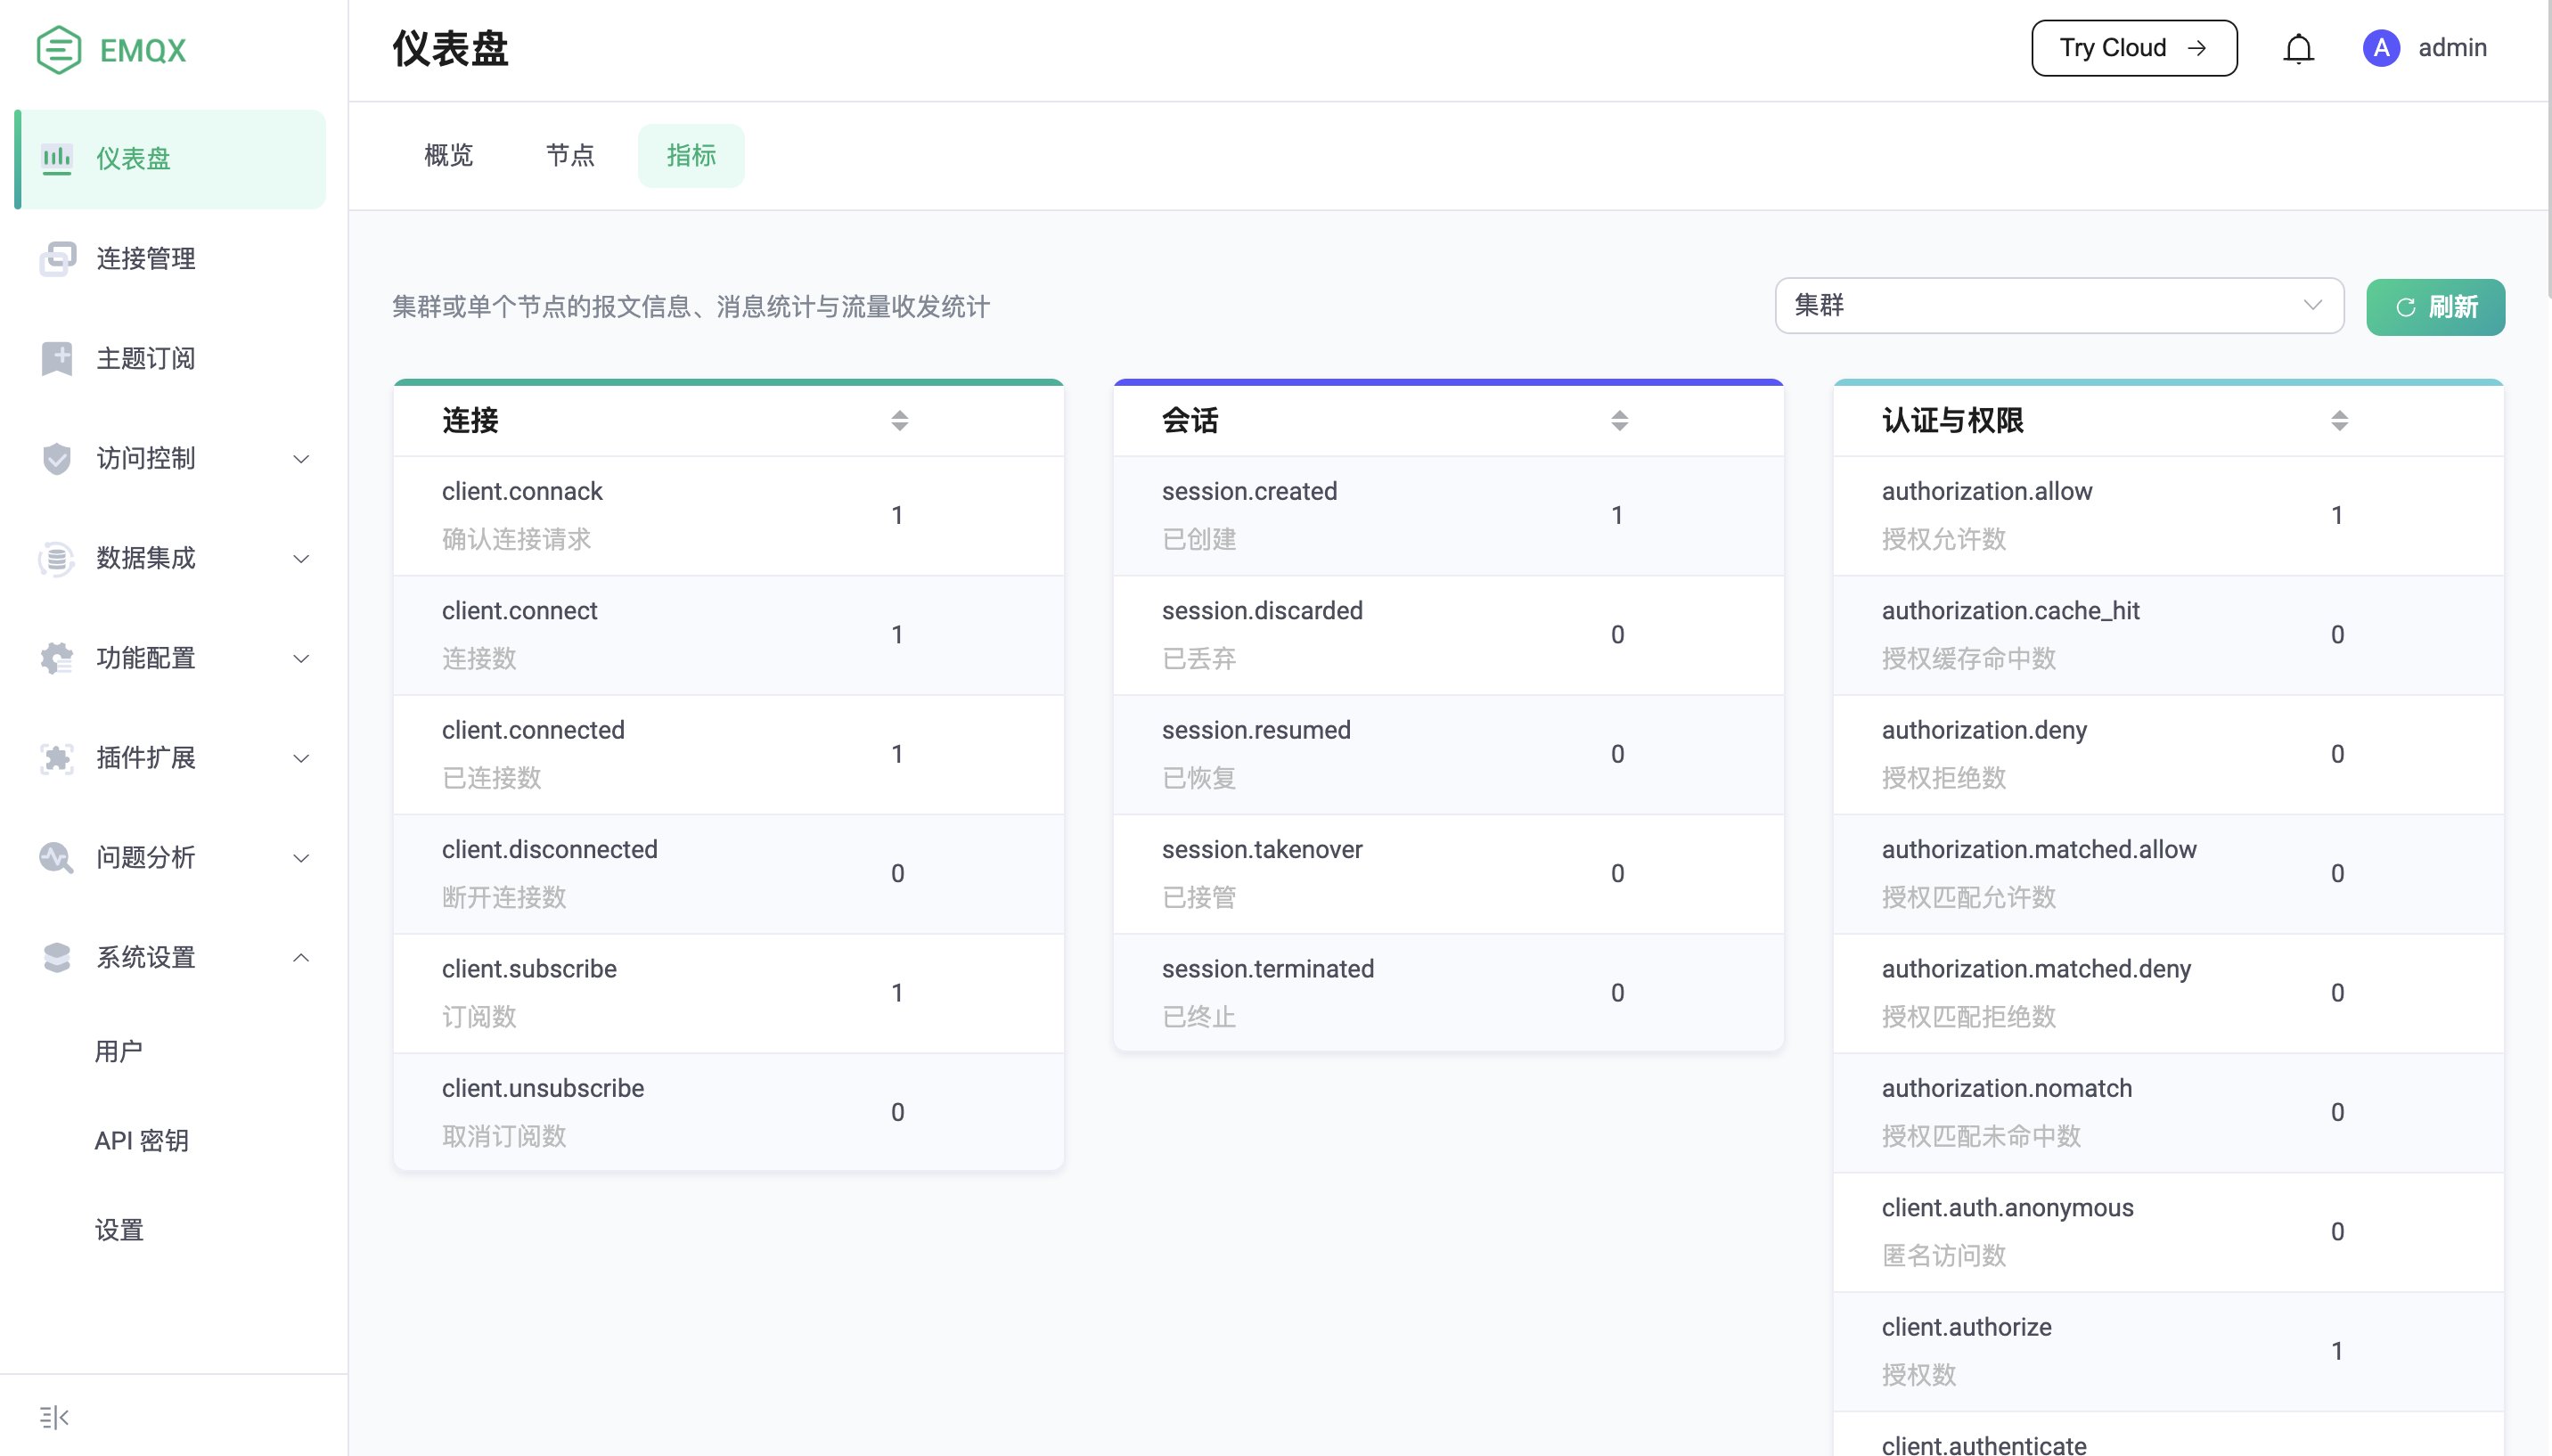 EMQX
仪表盘
连接管理
主题订阅
访问控制
数据集成
功能配置
插件扩展
问题分析
系统设置
用户
API 密钥
设置
仪表盘
Try Cloud →
A admin
概览 节点 指标
集群或单个节点的报文信息、消息统计与流量收发统计
集群
刷新
连接
client.connack 1
确认连接请求
client.connect 1
连接数
client.connected 1
已连接数
client.disconnected 0
断开连接数
client.subscribe 1
订阅数
client.unsubscribe 0
取消订阅数
会话
session.created 1
已创建
session.discarded 0
已丢弃
session.resumed 0
已恢复
session.takenover 0
已接管
session.terminated 0
已终止
认证与权限
authorization.allow 1
授权允许数
authorization.cache_hit 0
授权缓存命中数
authorization.deny 0
授权拒绝数
authorization.matched.allow 0
授权匹配允许数
authorization.matched.deny 0
授权匹配拒绝数
authorization.nomatch 0
授权匹配未命中数
client.auth.anonymous 0
匿名访问数
client.authorize 1
授权数
client.authenticate